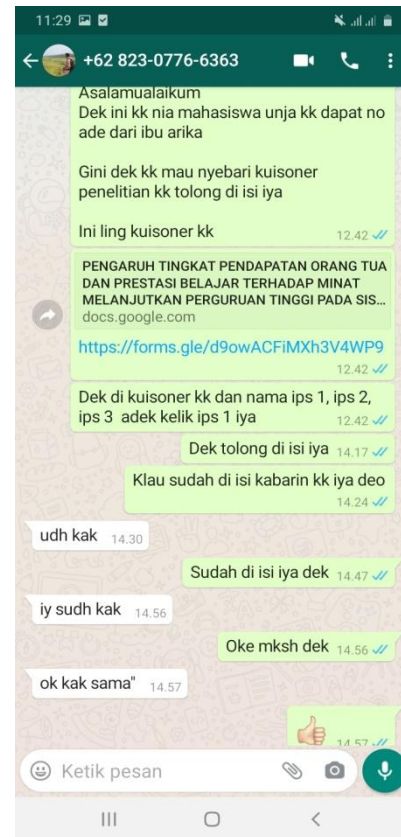 11:29
+62 823-0776-6363
Asalamualaikum
Dek ini kk nia mahasiswa unja kk dapat no
ade dari ibu arika
Gini dek kk mau nyebari kuisoner
penelitian kk tolong di isi iya
Ini ling kuisoner kk
12.42
PENGARUH TINGKAT PENDAPATAN ORANG TUA
DAN PRESTASI BELAJAR TERHADAP MINAT
MELANJUTKAN PERGURUAN TINGGI PADA SIS...
docs.google.com
https://forms.gle/d9owACFiMXh3V4WP9
12.42
Dek di kuisoner kk dan nama ips 1, ips 2,
ips 3 adek kelik ips 1 iya
12.42
Dek tolong di isi iya 14.17
Klau sudah di isi kabarin kk iya deo
14.24
udh kak 14.30
Sudah di isi iya dek 14.47
iy sudh kak 14.56
Oke mksh dek 14.56
ok kak sama" 14.57
14.57
Ketik pesan